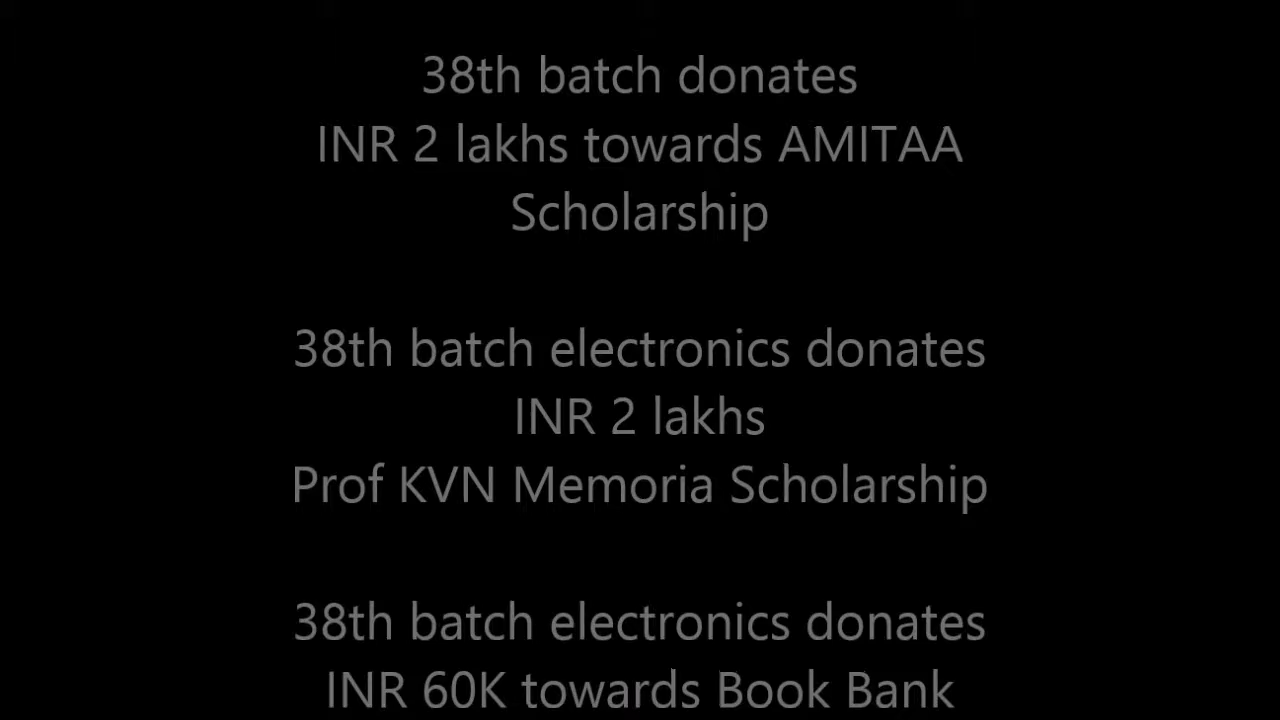 38th batch donates
INR 2 lakhs towards AMITAA
Scholarship
38th batch electronics donates
INR 2 lakhs
Prof KVN Memoria Scholarship
38th batch electronics donates
INR 60K towards Book Bank